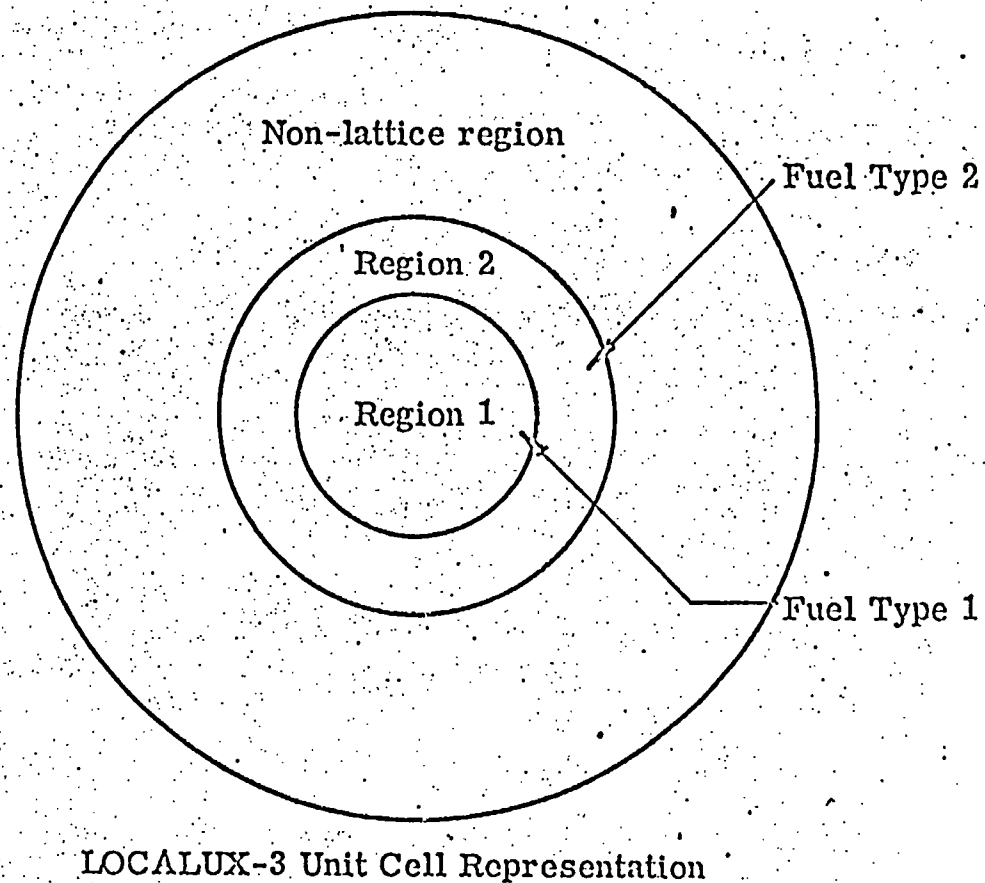 Non-lattice region
Fuel Type 2
Region 2
Region 1
Fuel Type 1
LOCALUX-3 Unit Cell Representation